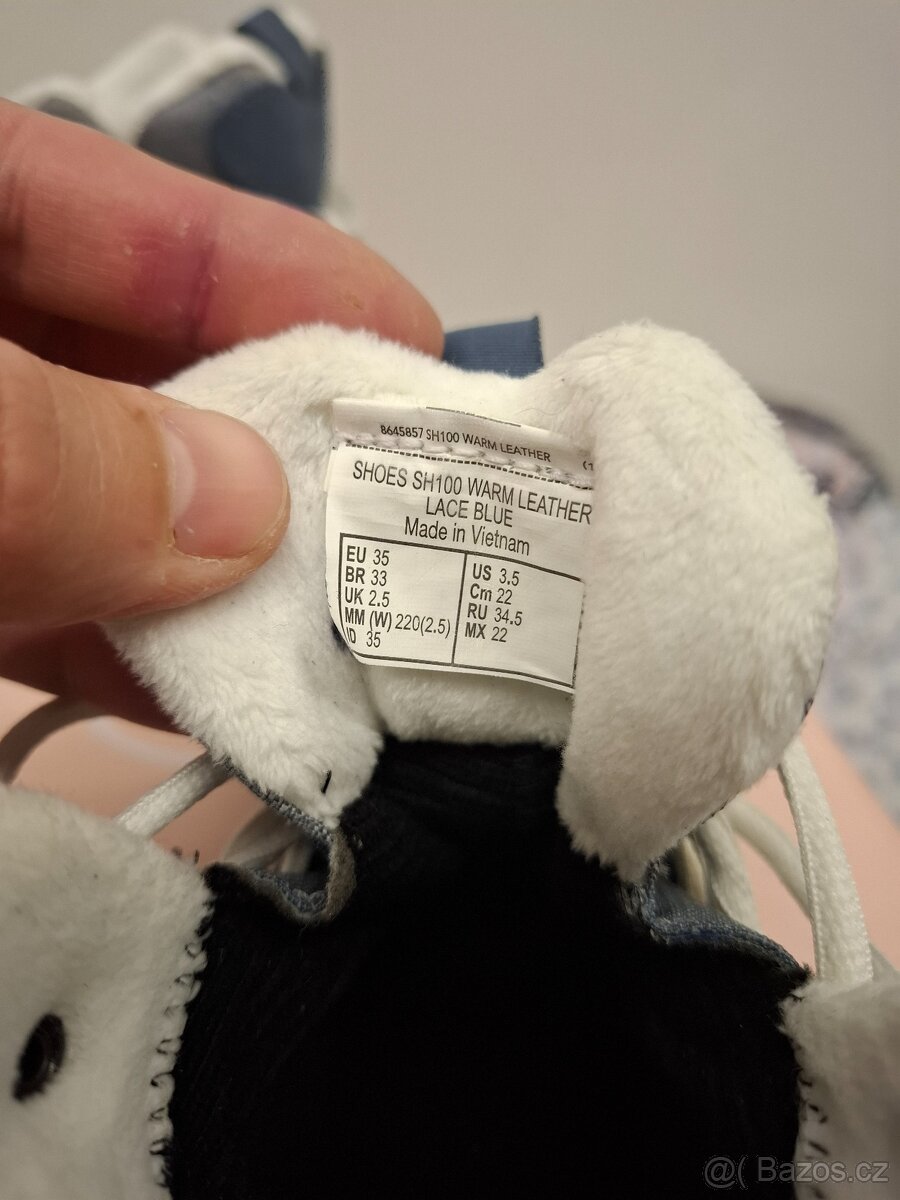 8645857 SH100 WARM LEATHER (1
SHOES SH100 WARM LEATHER
LACE BLUE
Made in Vietnam
EU 35
BR 33
UK 2.5
MM (W) 220(2.5)
ID 35
US 3.5
Cm 22
RU 34.5
MX 22
@( Bazos.cz